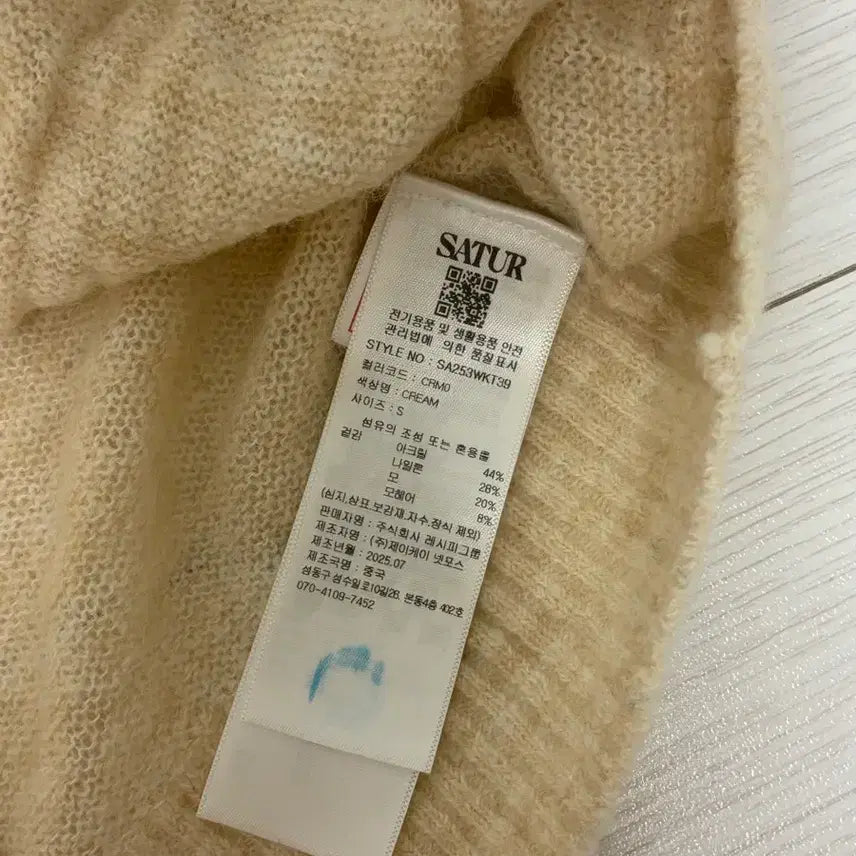 SATUR
전기용품 및 생활용품 안전
관리법에 의한 품질표시
STYLE NO : SA253WKT39
컬러코드 : CRM0
색상명 : CREAM
사이즈 : S
섬유의 조성 또는 혼용률
겉감
아크릴 44%
나일론 28%
모 20%
모헤어 8%
(심지,상표,보강재,자수,장식 제외)
판매자명 : 주식회사 레시피그룹
제조자명 : (주)제이케이 넷포스
제조년월 : 2025.07
제조국명 : 중국
성동구 성수일로10길26, 본동4층 402호
070-4109-7452